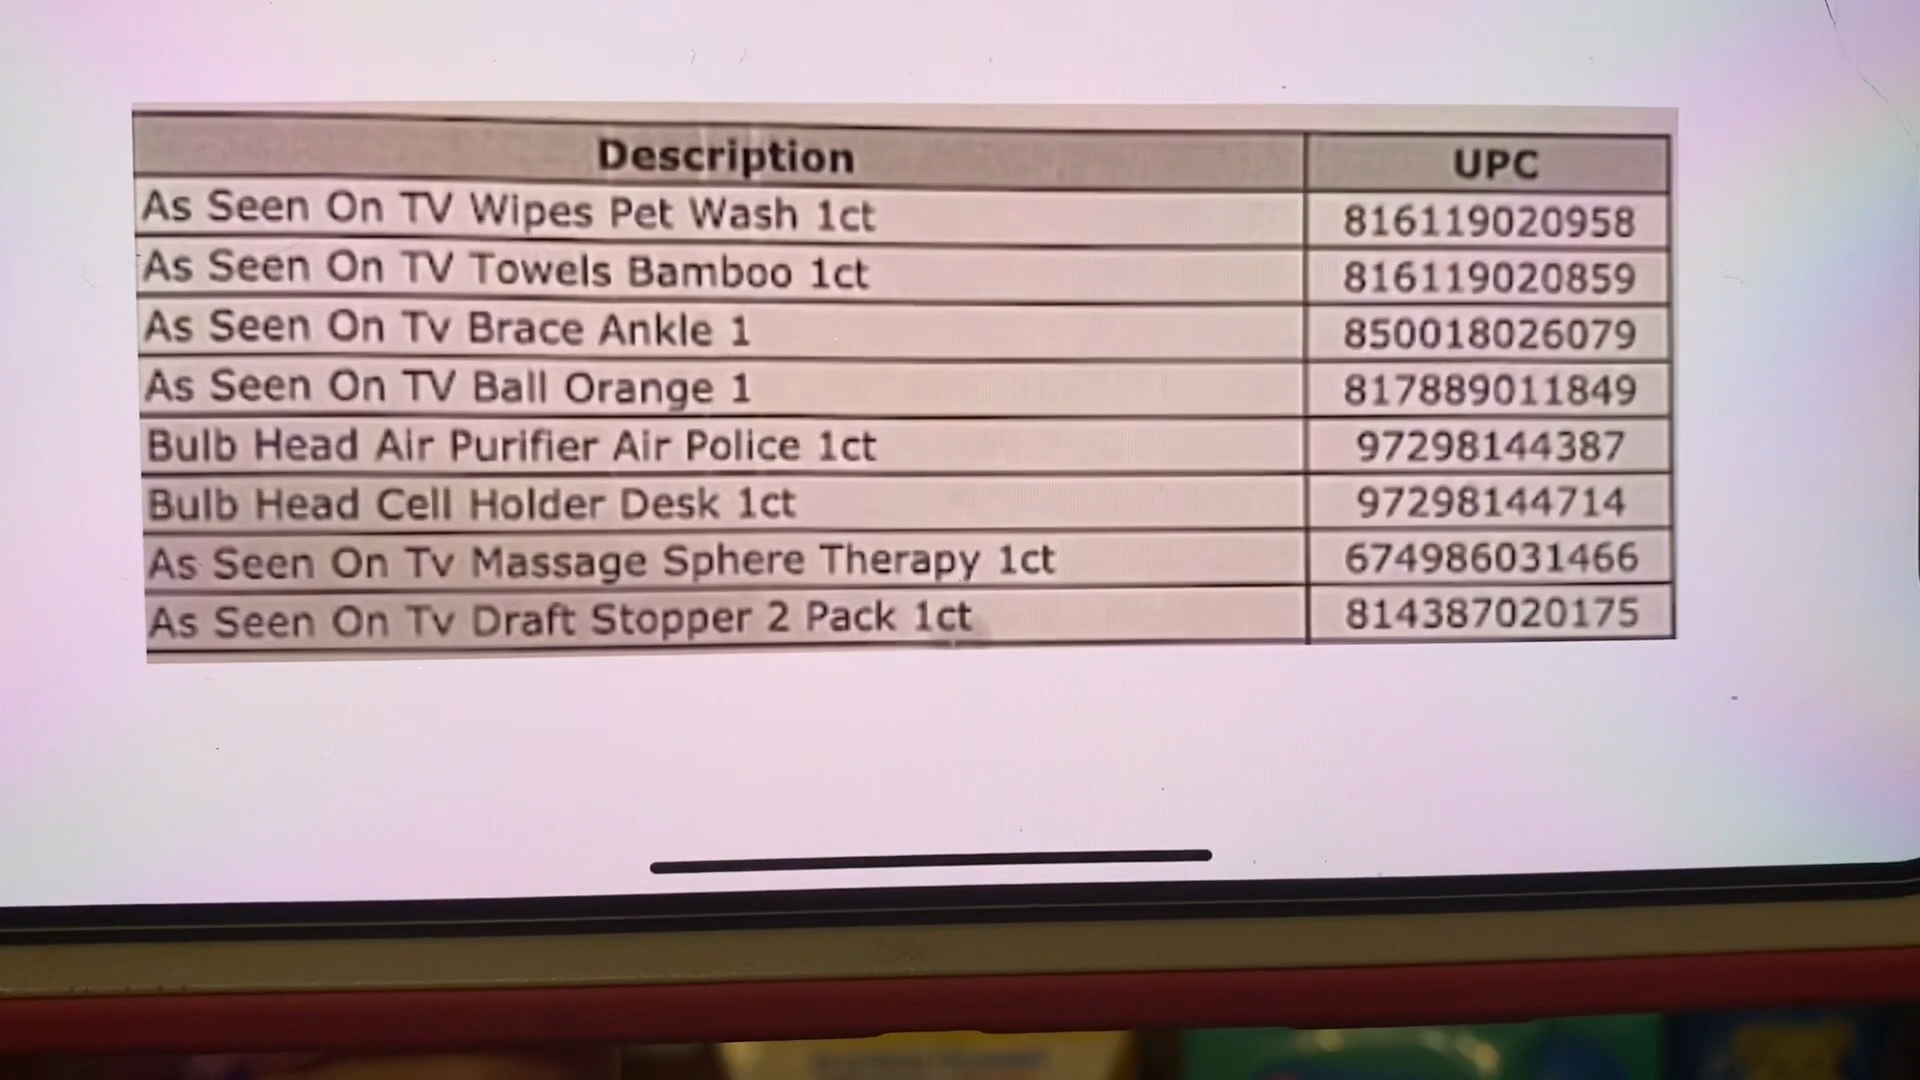 Description UPC
As Seen On TV Wipes Pet Wash 1ct 816119020958
As Seen On TV Towels Bamboo 1ct 816119020859
As Seen On Tv Brace Ankle 1 850018026079
As Seen On TV Ball Orange 1 817889011849
Bulb Head Air Purifier Air Police 1ct 97298144387
Bulb Head Cell Holder Desk 1ct 97298144714
As Seen On Tv Massage Sphere Therapy 1ct 674986031466
As Seen On Tv Draft Stopper 2 Pack 1ct 814387020175